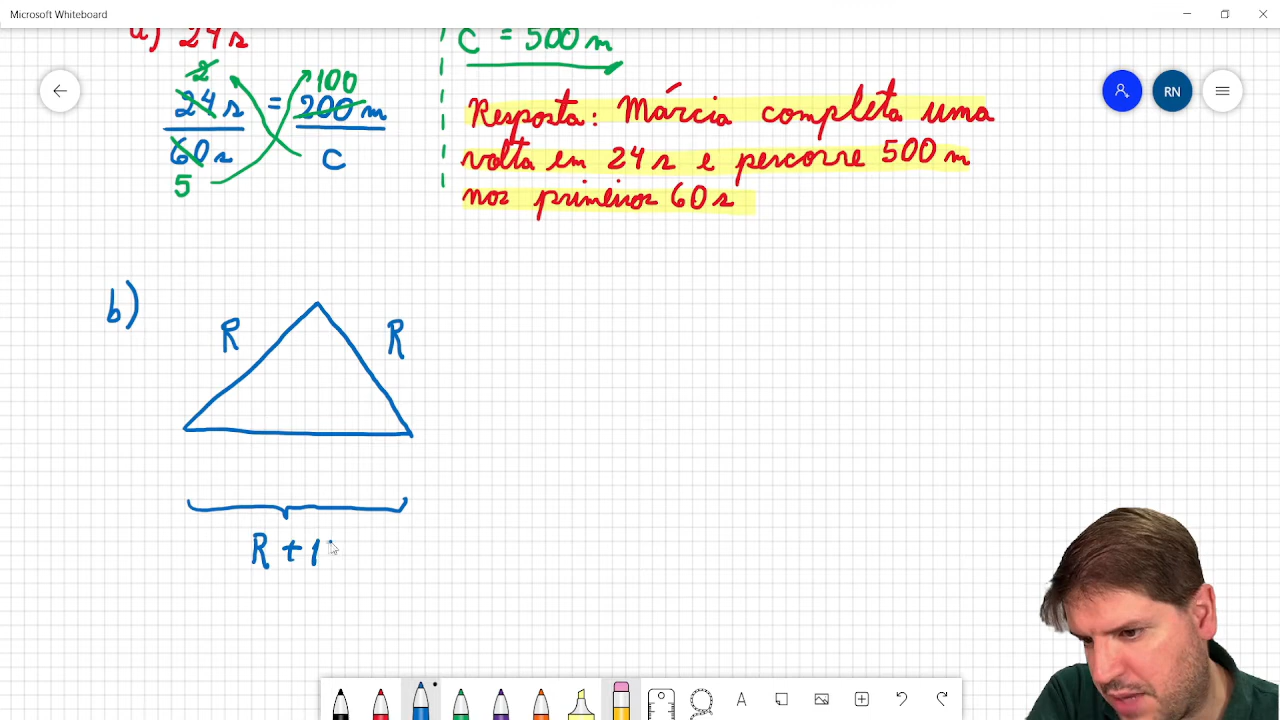 Microsoft Whiteboard
a) 24 s
2
24 s = 200 m
100
60 s C
5
C = 500 m
Resposta: Márcia completa uma
volta em 24 s e percorre 500 m
nos primeiros 60 s
RN
b)
R R
R + 1
A